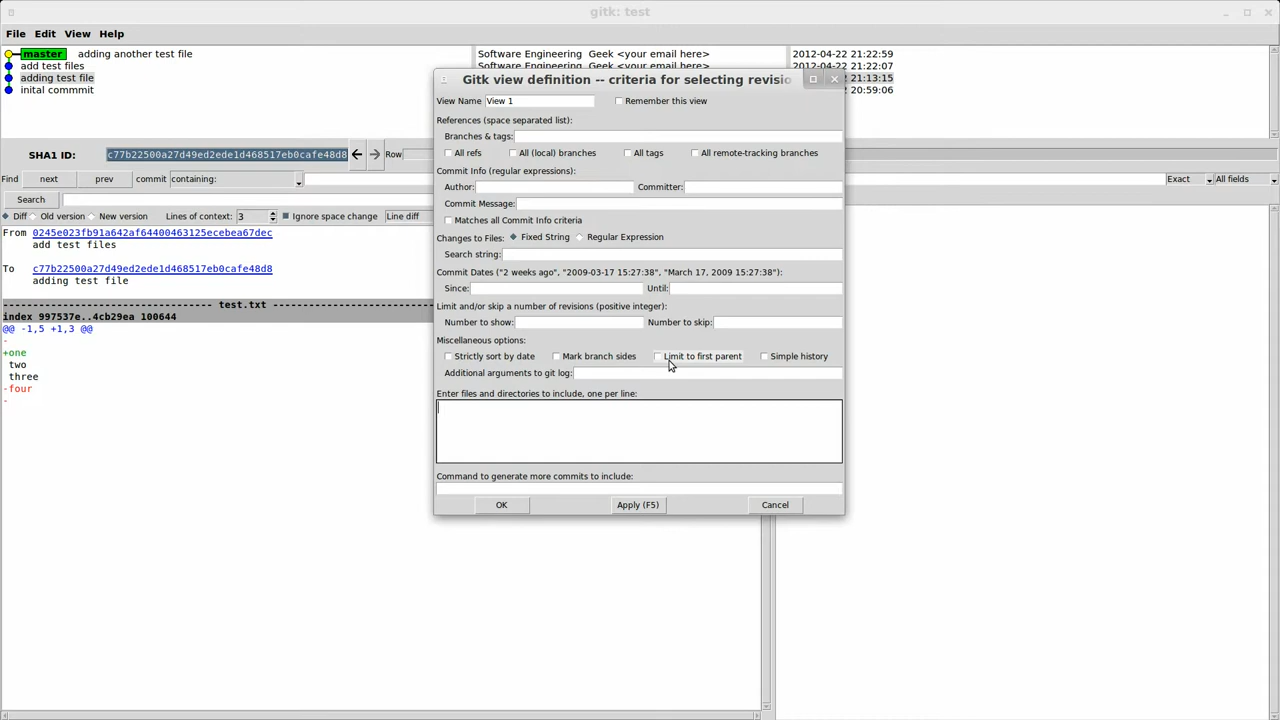 gitk: test
File Edit View Help
master adding another test file Software Engineering Geek <your email here> 2012-04-22 21:22:59
add test files Software Engineering Geek <your email here> 2012-04-22 21:22:07
adding test file 21:13:15
inital commmit 20:59:06
Gitk view definition -- criteria for selecting revisio
View Name View 1 Remember this view
References (space separated list):
Branches & tags:
All refs All (local) branches All tags All remote-tracking branches
Commit Info (regular expressions):
Author: Committer:
Commit Message:
Matches all Commit Info criteria
Changes to Files: Fixed String Regular Expression
Search string:
Commit Dates ("2 weeks ago", "2009-03-17 15:27:38", "March 17, 2009 15:27:38"):
Since: Until:
Limit and/or skip a number of revisions (positive integer):
Number to show: Number to skip:
Miscellaneous options:
Strictly sort by date Mark branch sides Limit to first parent Simple history
Additional arguments to git log:
Enter files and directories to include, one per line:
Command to generate more commits to include:
OK Apply (F5) Cancel
SHA1 ID: c77b22500a27d49ed2ede1d468517eb0cafe48d8 Row
Find next prev commit containing: Exact All fields
Search
Diff Old version New version Lines of context: 3 Ignore space change Line diff
From 0245e023fb91a642af64400463125ecebea67dec
add test files
To c77b22500a27d49ed2ede1d468517eb0cafe48d8
adding test file
------------------------------- test.txt -----------------------
index 997537e..4cb29ea 100644
@@ -1,5 +1,3 @@
-
+one
two
three
-four
-